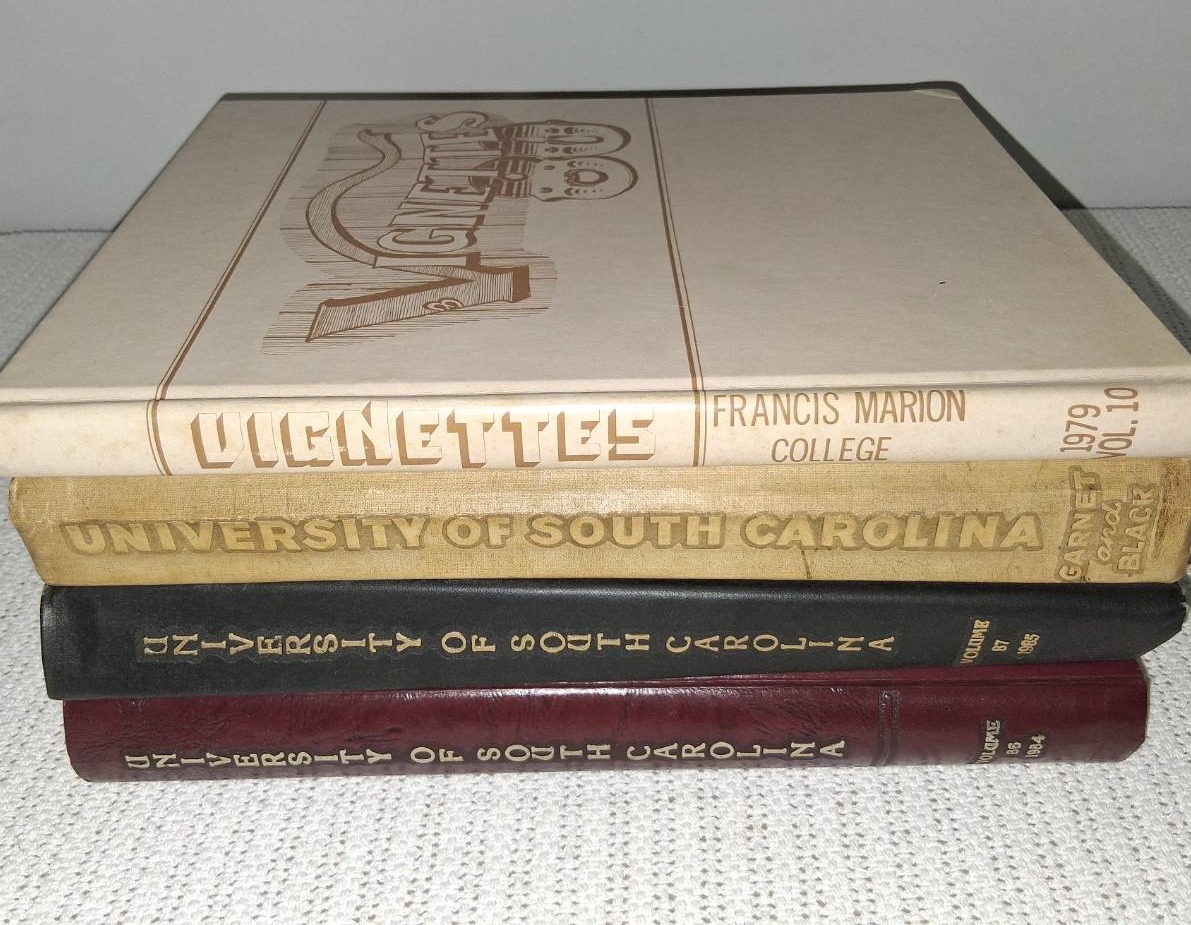 VIGNETTES
VIGNETTES
FRANCIS MARION
COLLEGE
1979
VOL. 10
UNIVERSITY OF SOUTH CAROLINA
GARNET
and
BLACK
UNIVERSITY OF SOUTH CAROLINA
VOLUME
87
1985
UNIVERSITY OF SOUTH CAROLINA
VOLUME
86
1984